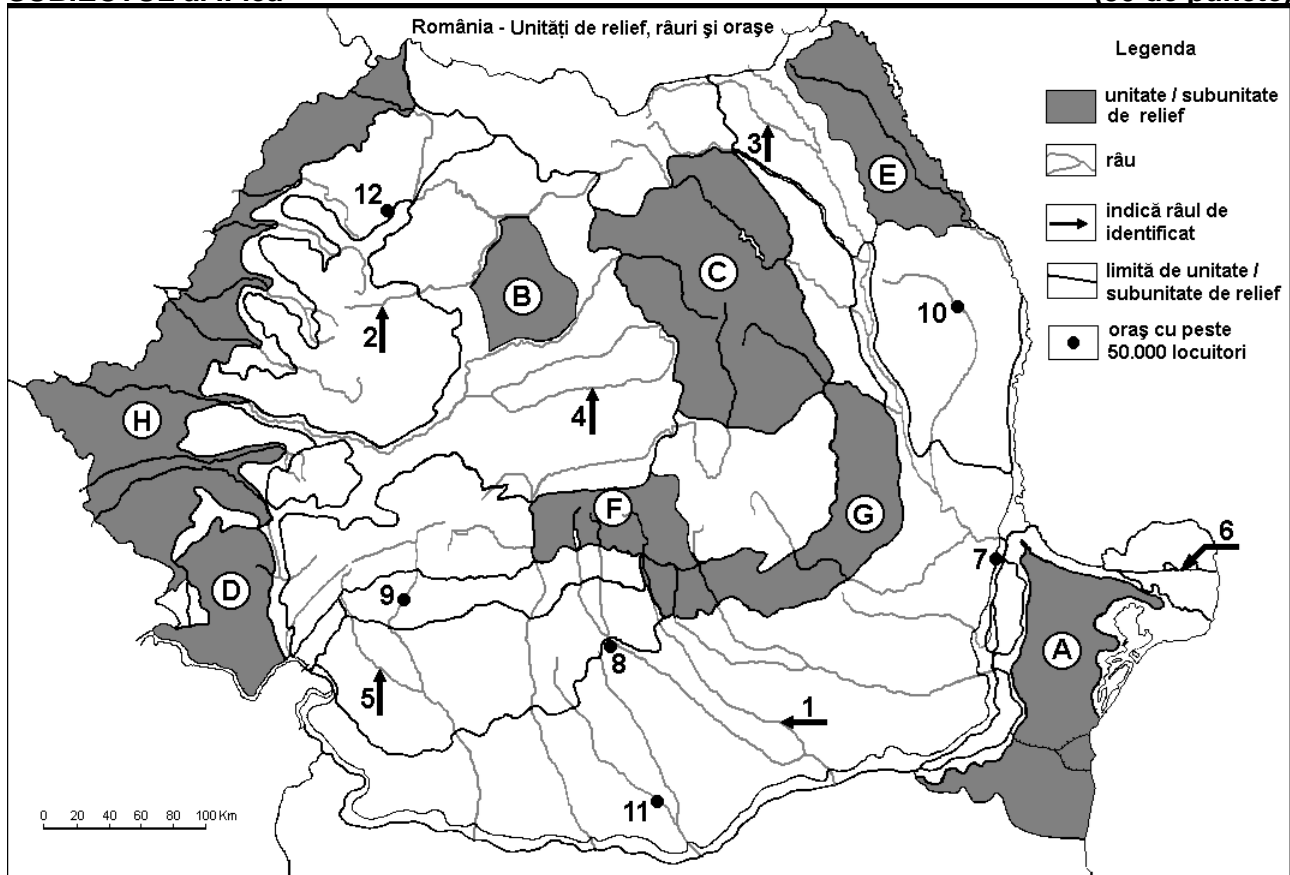 România - Unităţi de relief, râuri şi oraşe
Legenda
unitate / subunitate
de relief
râu
indică râul de
identificat
limită de unitate /
subunitate de relief
oraş cu peste
50.000 locuitori
3
E
12
C
B
10
2
4
H
F
G
6
7
9
D
8
A
5
1
11
0 20 40 60 80 100 Km